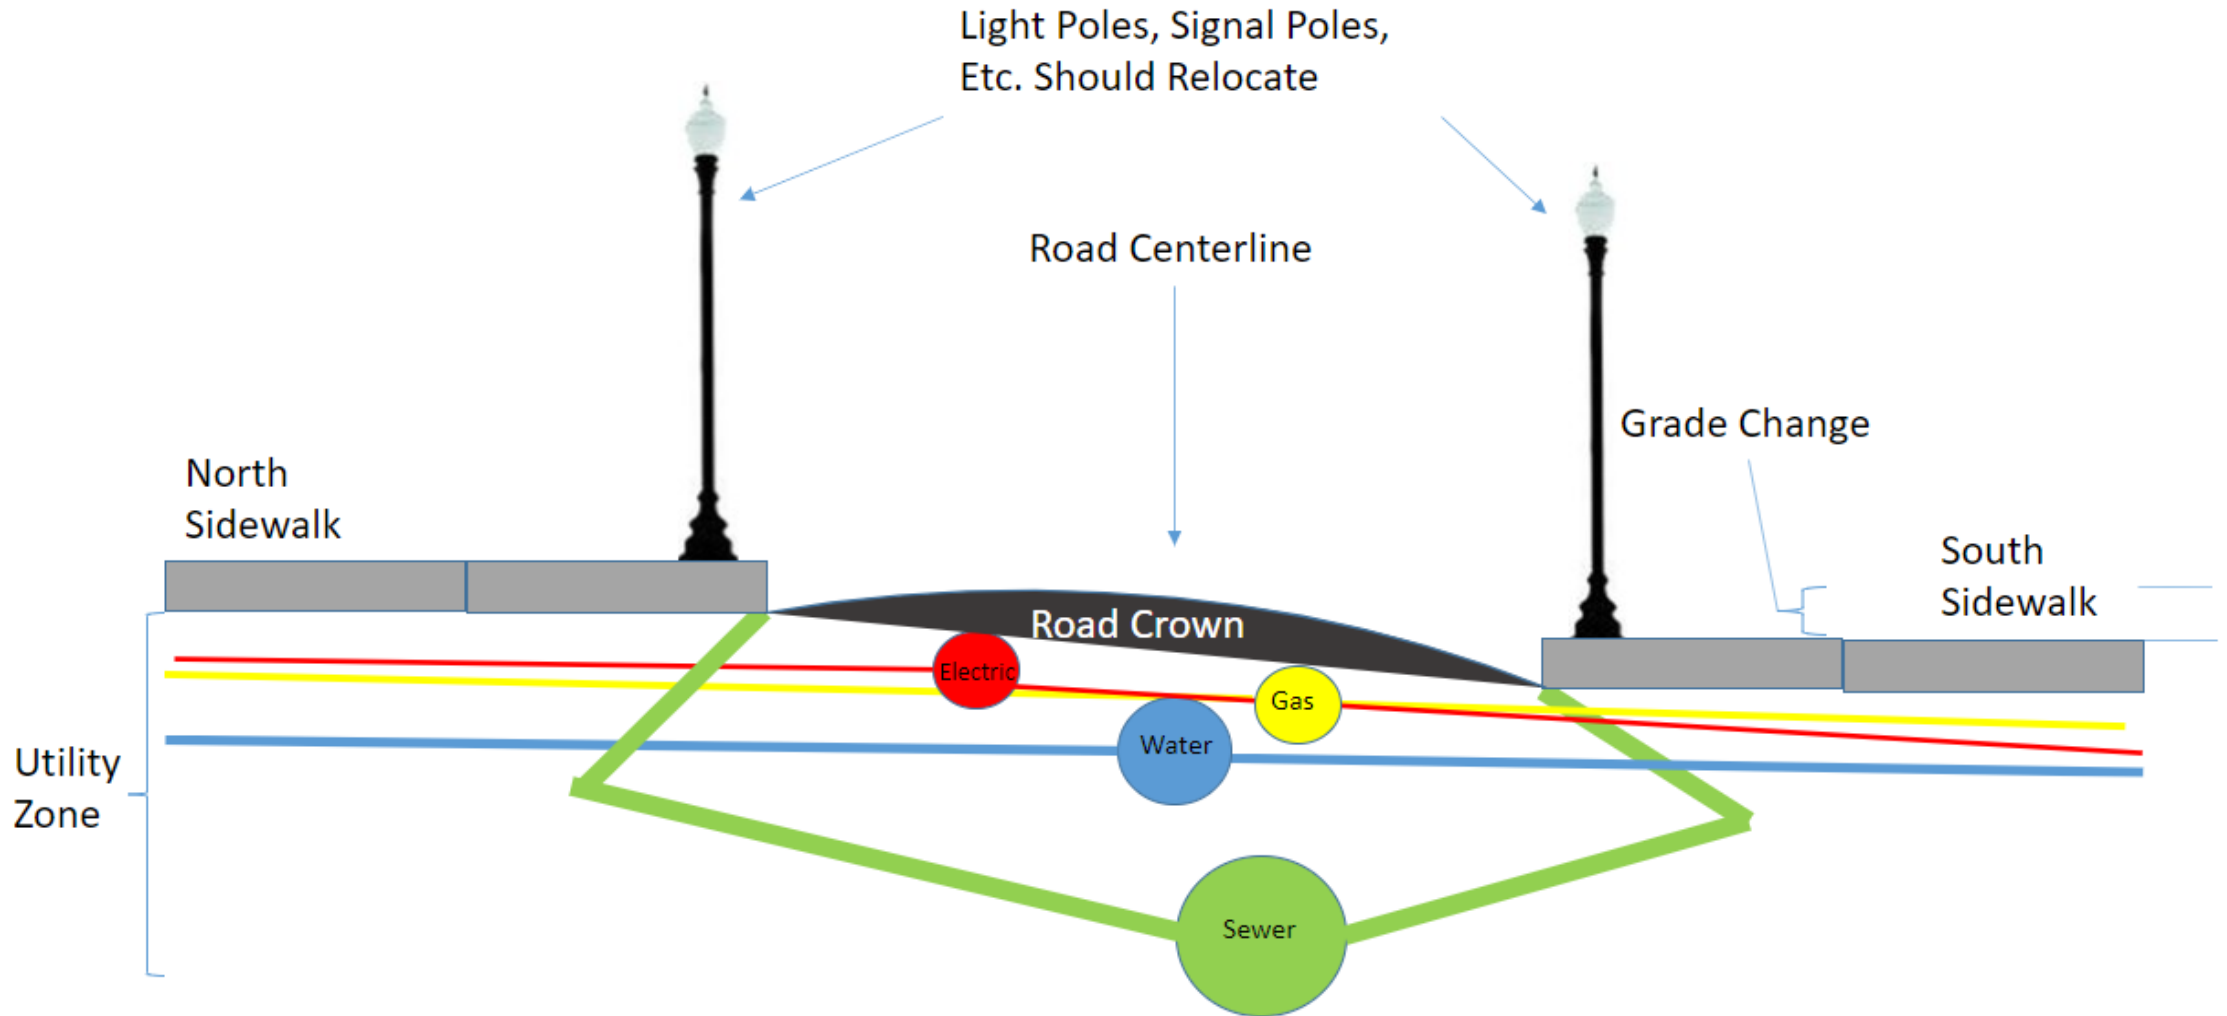 Light Poles, Signal Poles,
Etc. Should Relocate
Road Centerline
Grade Change
North
Sidewalk
South
Sidewalk
Road Crown
Electric
Gas
Water
Utility
Zone
Sewer